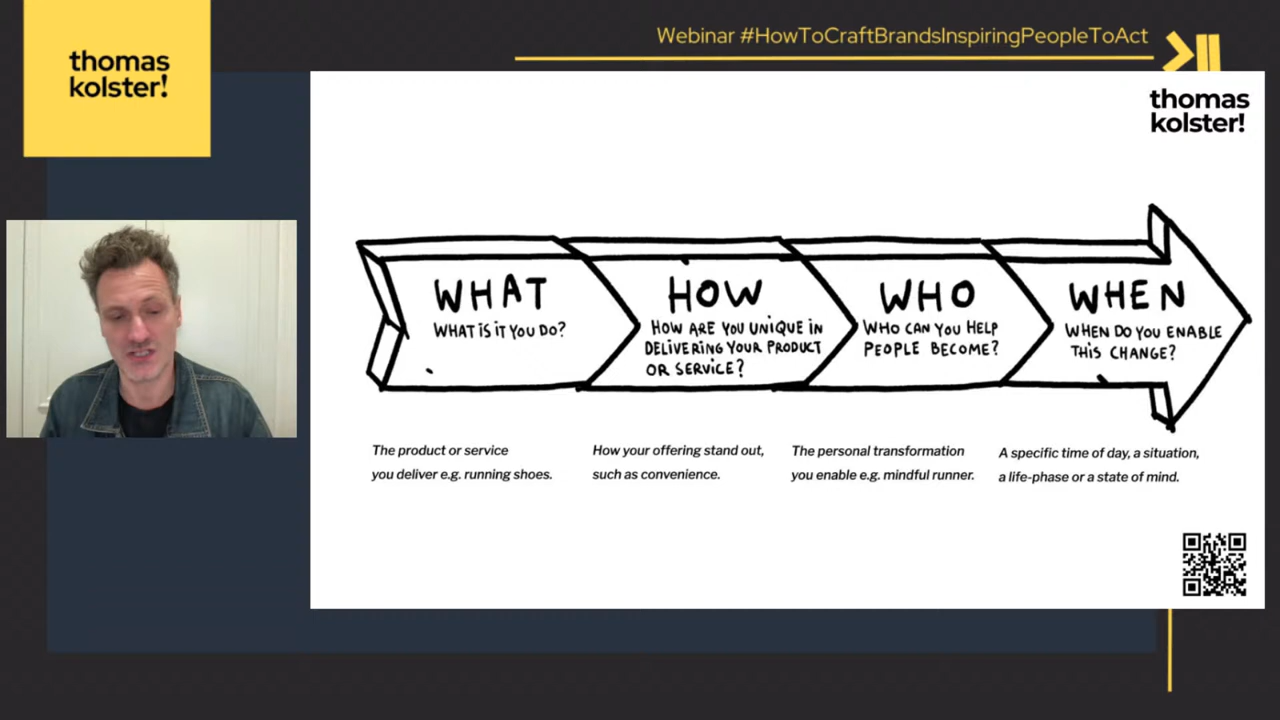 Webinar #HowToCraftBrandsInspiringPeopleToAct
thomas
kolster!
thomas
kolster!
WHAT
WHAT IS IT YOU DO?
HOW
HOW ARE YOU UNIQUE IN
DELIVERING YOUR PRODUCT
OR SERVICE?
WHO
WHO CAN YOU HELP
PEOPLE BECOME?
WHEN
WHEN DO YOU ENABLE
THIS CHANGE?
The product or service
you deliver e.g. running shoes.
How your offering stand out,
such as convenience.
The personal transformation
you enable e.g. mindful runner.
A specific time of day, a situation,
a life-phase or a state of mind.